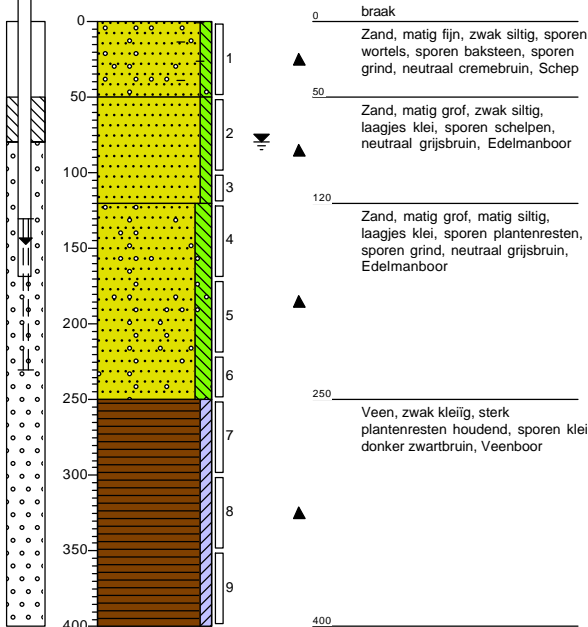 braak
0
0
Zand, matig fijn, zwak siltig, sporen
wortels, sporen baksteen, sporen
grind, neutraal cremebruin, Schep
1
50
50
Zand, matig grof, zwak siltig,
laagjes klei, sporen schelpen,
neutraal grijsbruin, Edelmanboor
2
100
3
120
Zand, matig grof, matig siltig,
laagjes klei, sporen plantenresten,
sporen grind, neutraal grijsbruin,
Edelmanboor
4
150
5
200
6
250
250
Veen, zwak kleiïg, sterk
plantenresten houdend, sporen klei
donker zwartbruin, Veenboor
7
300
8
350
9
400
400